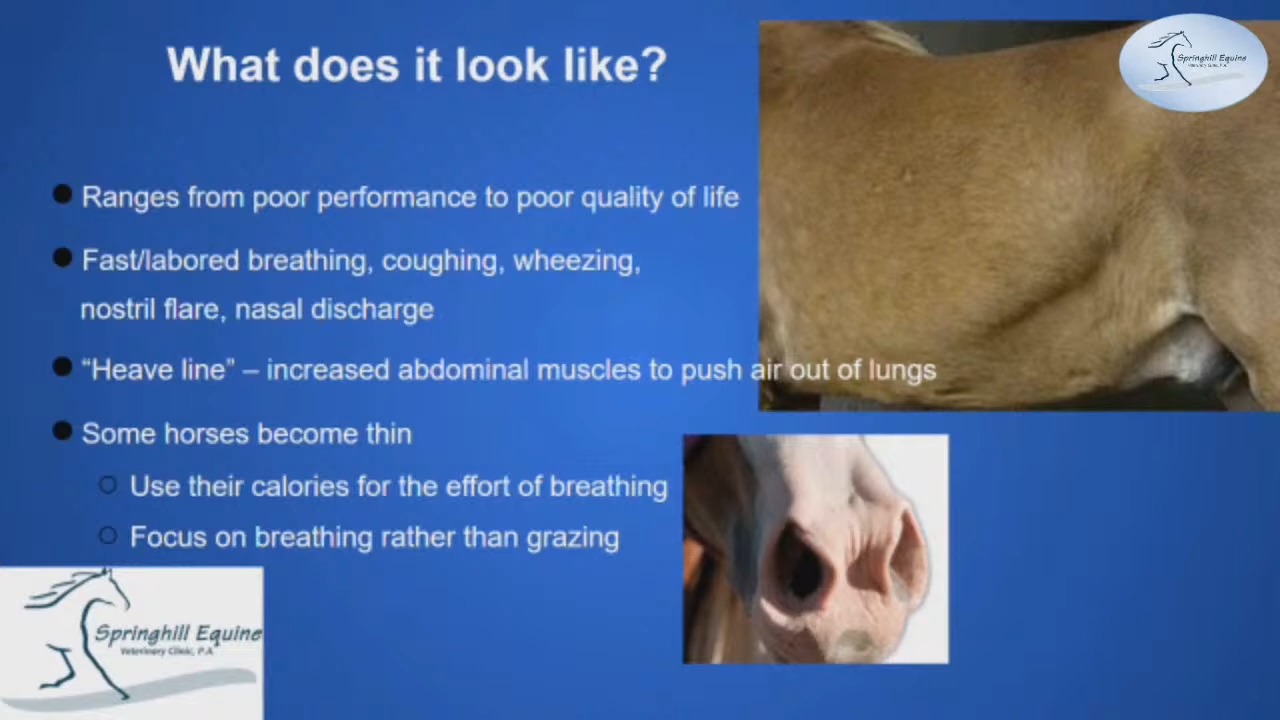 What does it look like?
Springhill Equine
Veterinary Clinic, P.A.
Ranges from poor performance to poor quality of life
Fast/labored breathing, coughing, wheezing,
nostril flare, nasal discharge
“Heave line” – increased abdominal muscles to push air out of lungs
Some horses become thin
Use their calories for the effort of breathing
Focus on breathing rather than grazing
Springhill Equine
Veterinary Clinic, P.A.